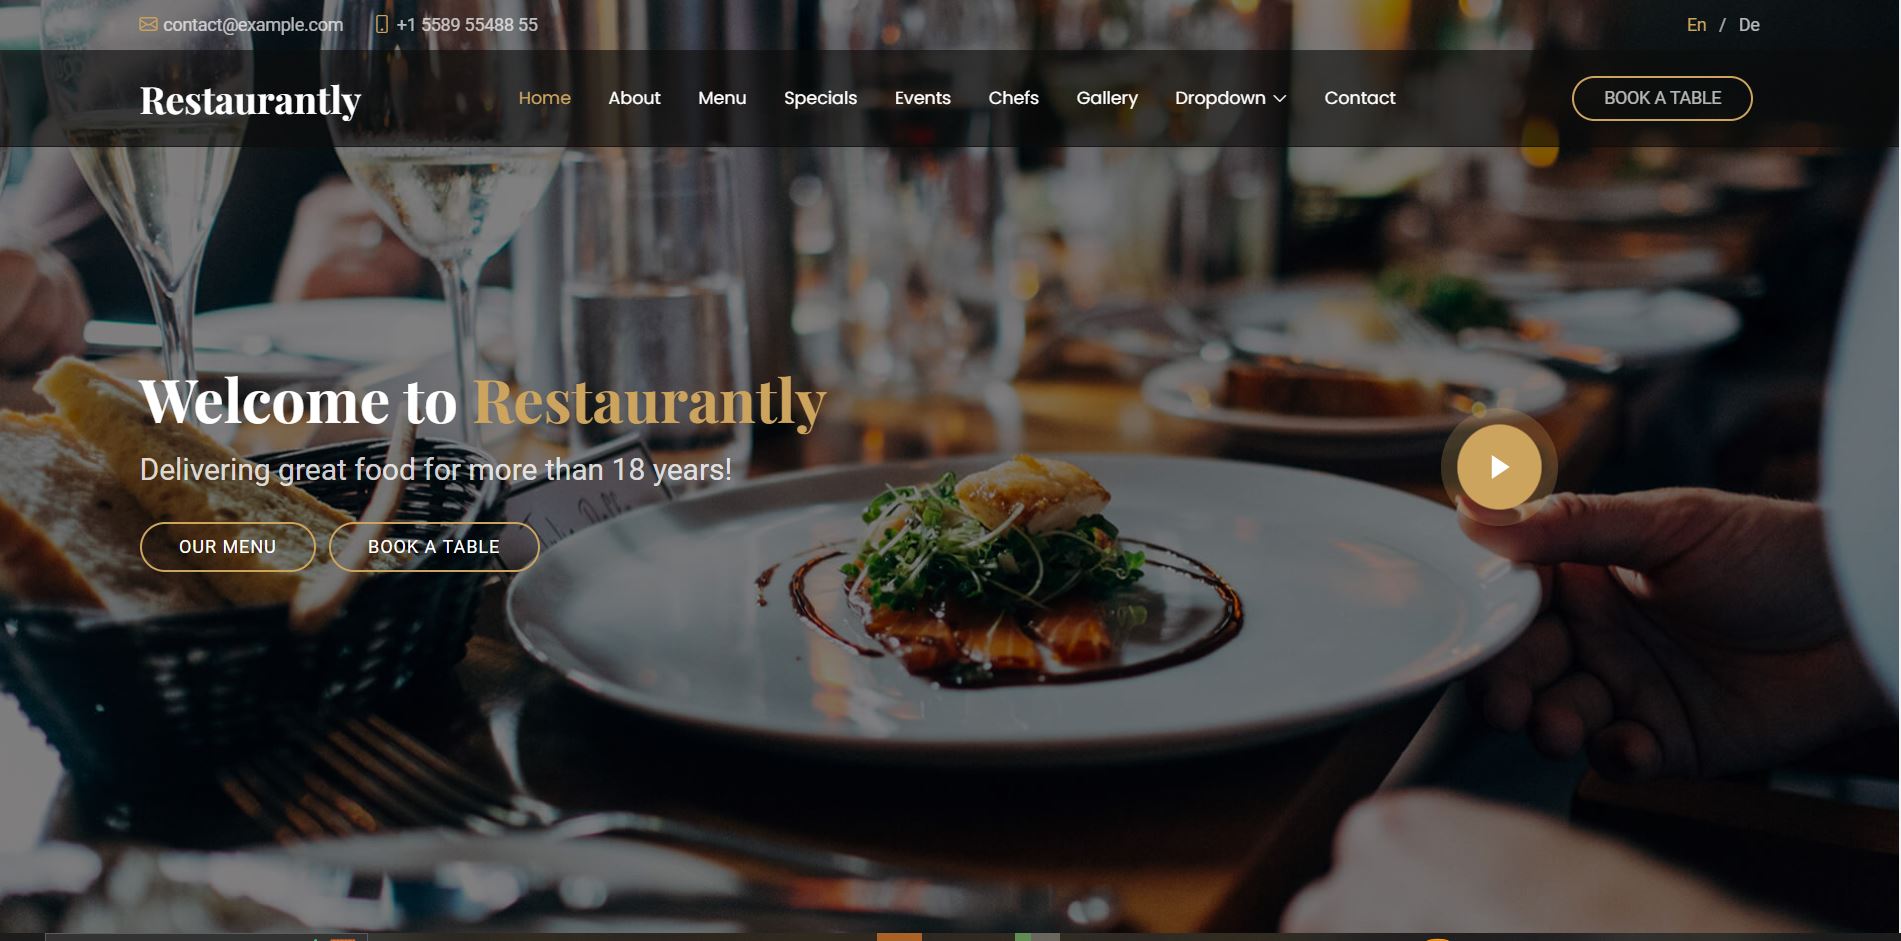 contact@example.com +1 5589 55488 55 En / De
Restaurantly Home About Menu Specials Events Chefs Gallery Dropdown Contact BOOK A TABLE
Welcome to Restaurantly
Delivering great food for more than 18 years!
OUR MENU BOOK A TABLE